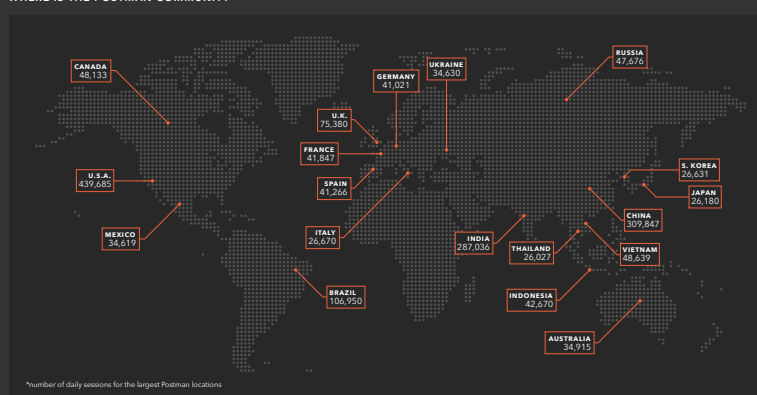 CANADA
48,133
U.S.A.
439,685
MEXICO
34,619
BRAZIL
106,950
U.K.
75,380
FRANCE
41,847
SPAIN
41,266
ITALY
26,670
GERMANY
41,021
UKRAINE
34,630
RUSSIA
47,676
S. KOREA
26,631
JAPAN
26,180
CHINA
309,847
INDIA
287,036
THAILAND
26,027
VIETNAM
48,639
INDONESIA
42,670
AUSTRALIA
34,915
*number of daily sessions for the largest Postman locations